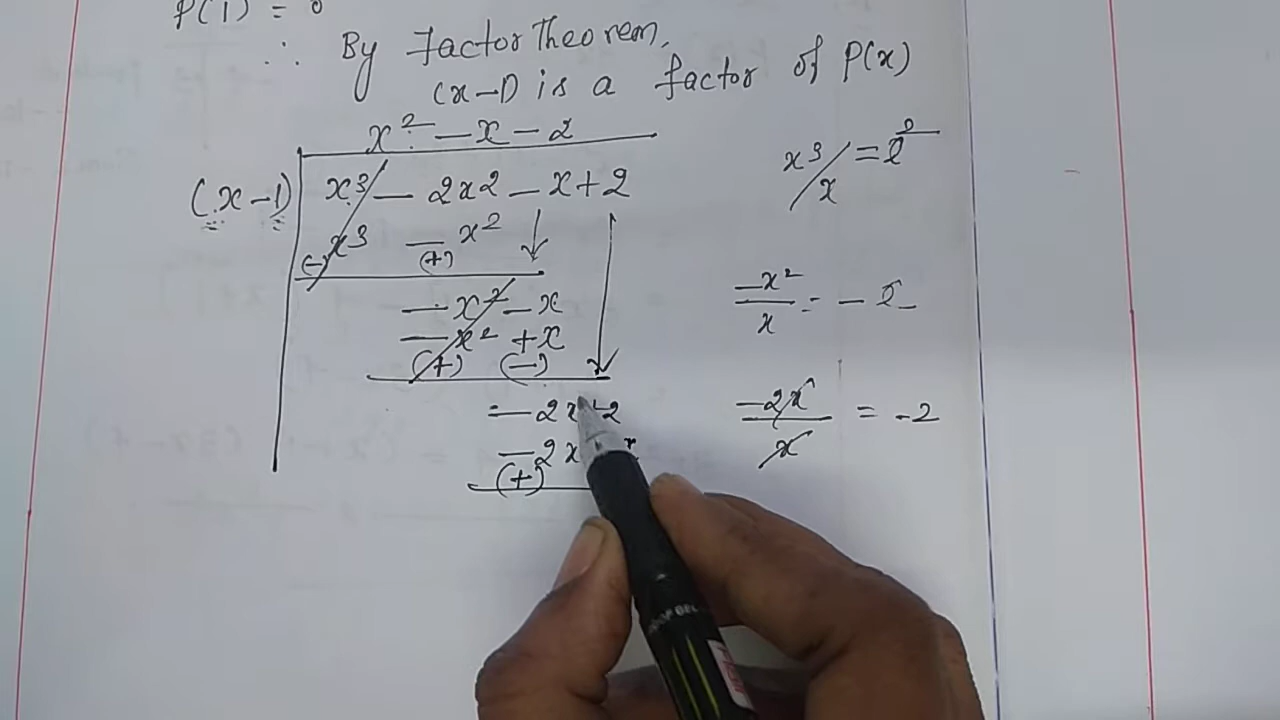 P(1) = 0
∴ By factor Theorem,
(x-1) is a factor of P(x)
x² - x - 2
(x-1) x³ - 2x2 - x + 2
x³ - x²
(-) (+)
- x² - x
- x² + x
(+) (-)
- 2x + 2
- 2x
(+)
x³/x =
-x²/x = -
-2x/x = -2